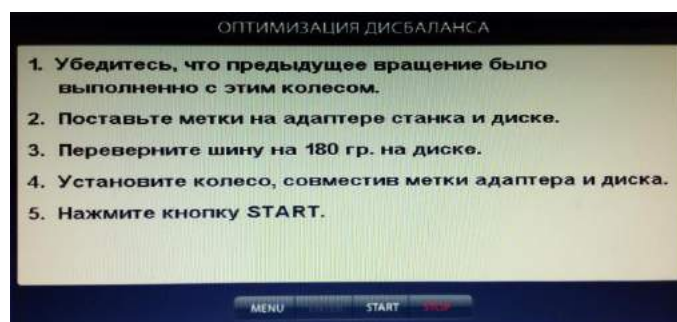 ОПТИМИЗАЦИЯ ДИСБАЛАНСА
1. Убедитесь, что предыдущее вращение было
выполненно с этим колесом.
2. Поставьте метки на адаптере станка и диске.
3. Переверните шину на 180 гр. на диске.
4. Установите колесо, совместив метки адаптера и диска.
5. Нажмите кнопку START.
MENU START STOP